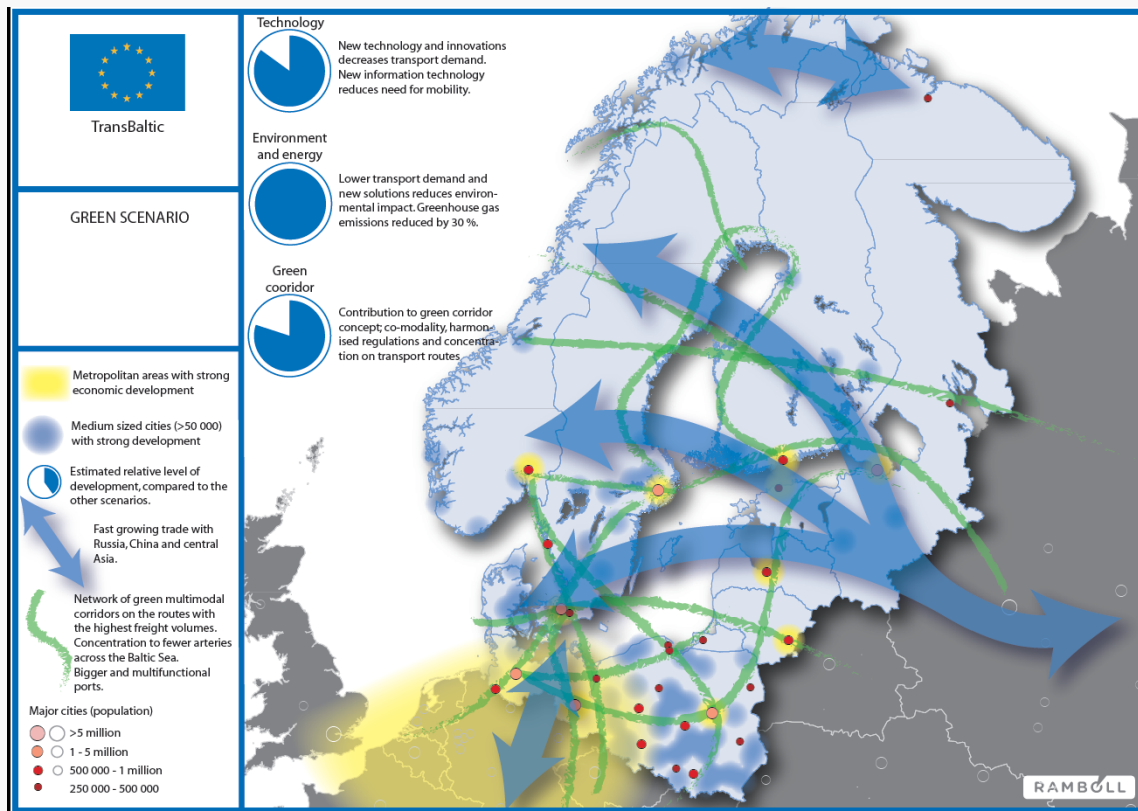 TransBaltic
GREEN SCENARIO
Technology
New technology and innovations
decreases transport demand.
New information technology
reduces need for mobility.
Environment
and energy
Lower transport demand and
new solutions reduces environ-
mental impact. Greenhouse gas
emissions reduced by 30 %.
Green
cooridor
Contribution to green corridor
concept; co-modality, harmon-
ised regulations and concentra-
tion on transport routes
Metropolitan areas with strong
economic development
Medium sized cities (>50 000)
with strong development
Estimated relative level of
development, compared to the
other scenarios.
Fast growing trade with
Russia, China and central
Asia.
Network of green multimodal
corridors on the routes with
the highest freight volumes.
Concentration to fewer arteries
across the Baltic Sea.
Bigger and multifunctional
ports.
Major cities (population)
>5 million
1 - 5 million
500 000 - 1 million
250 000 - 500 000
RAMBOLL